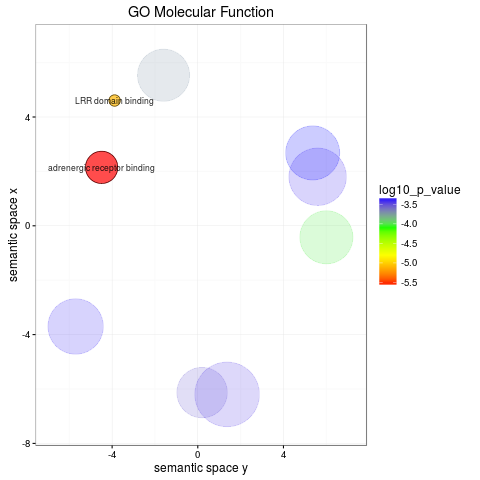 GO Molecular Function
LRR domain binding
adrenergic receptor binding
4
0
-4
-8
semantic space x
-4
0
4
semantic space y
log10_p_value
-3.5
-4.0
-4.5
-5.0
-5.5